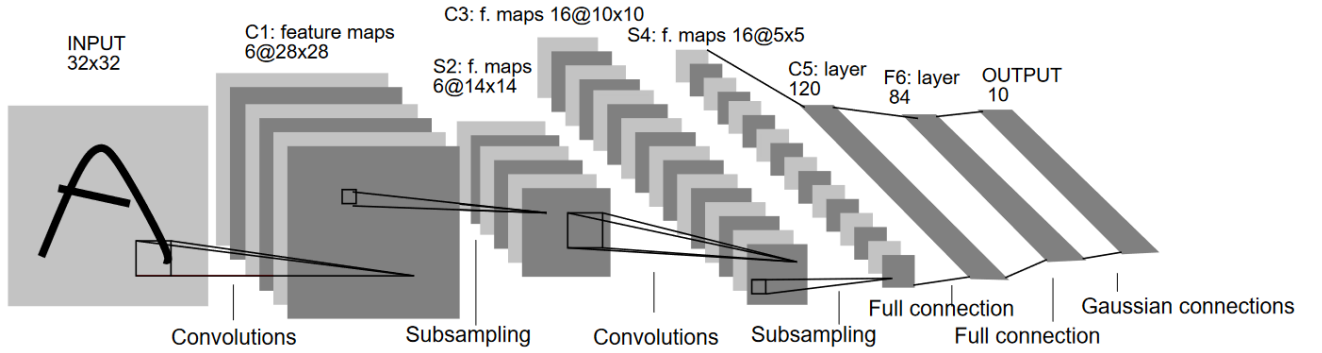 INPUT
32x32
C1: feature maps
6@28x28
S2: f. maps
6@14x14
C3: f. maps 16@10x10
S4: f. maps 16@5x5
C5: layer
120
F6: layer
84
OUTPUT
10
Convolutions
Subsampling
Convolutions
Subsampling
Full connection
Full connection
Gaussian connections